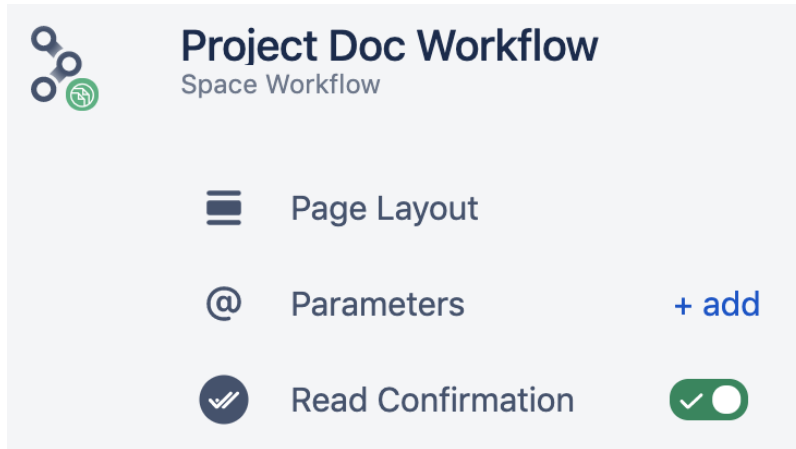 Project Doc Workflow
Space Workflow
Page Layout
@ Parameters + add
Read Confirmation